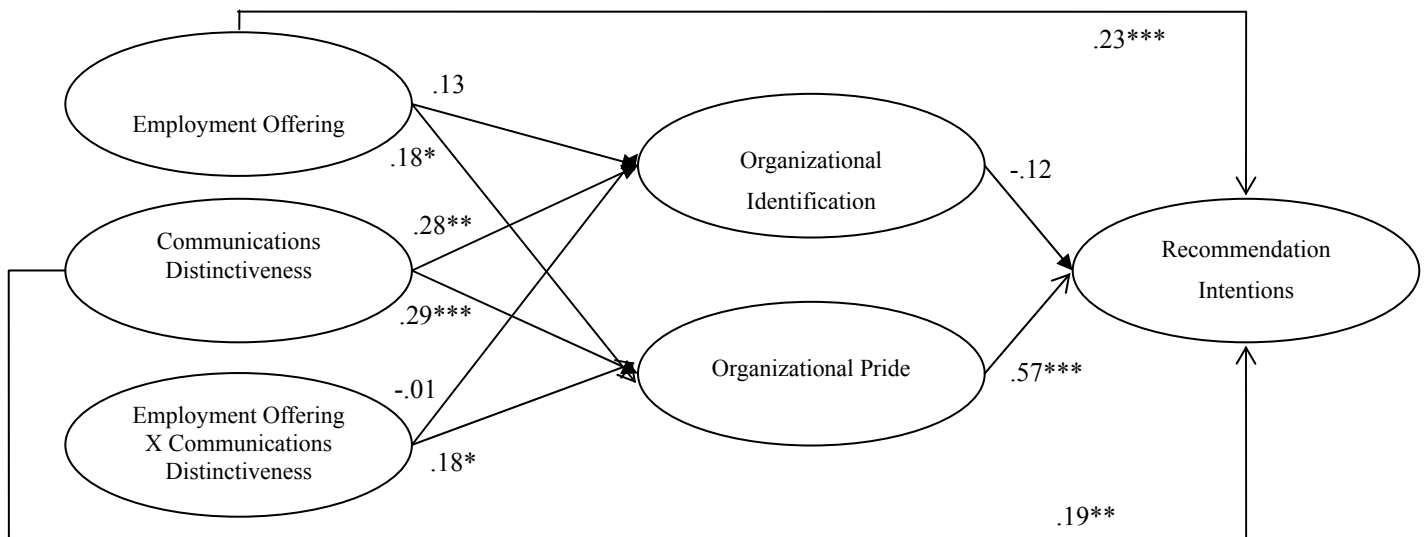 .23***
.13
Employment Offering
.18*
Organizational
Identification
-.12
.28**
Communications
Distinctiveness
.29***
Recommendation
Intentions
Organizational Pride
.57***
-.01
Employment Offering
X Communications
Distinctiveness
.18*
.19**